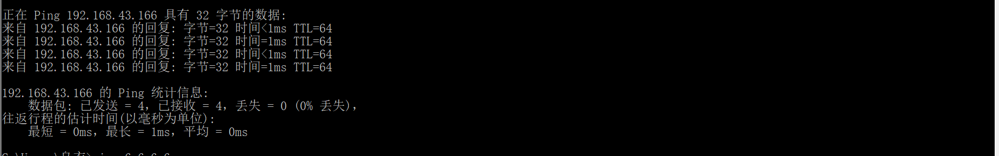 正在 Ping 192.168.43.166 具有 32 字节的数据:
来自 192.168.43.166 的回复: 字节=32 时间<1ms TTL=64
来自 192.168.43.166 的回复: 字节=32 时间=1ms TTL=64
来自 192.168.43.166 的回复: 字节=32 时间<1ms TTL=64
来自 192.168.43.166 的回复: 字节=32 时间=1ms TTL=64
192.168.43.166 的 Ping 统计信息:
数据包: 已发送 = 4，已接收 = 4，丢失 = 0 (0% 丢失)，
往返行程的估计时间(以毫秒为单位):
最短 = 0ms，最长 = 1ms，平均 = 0ms